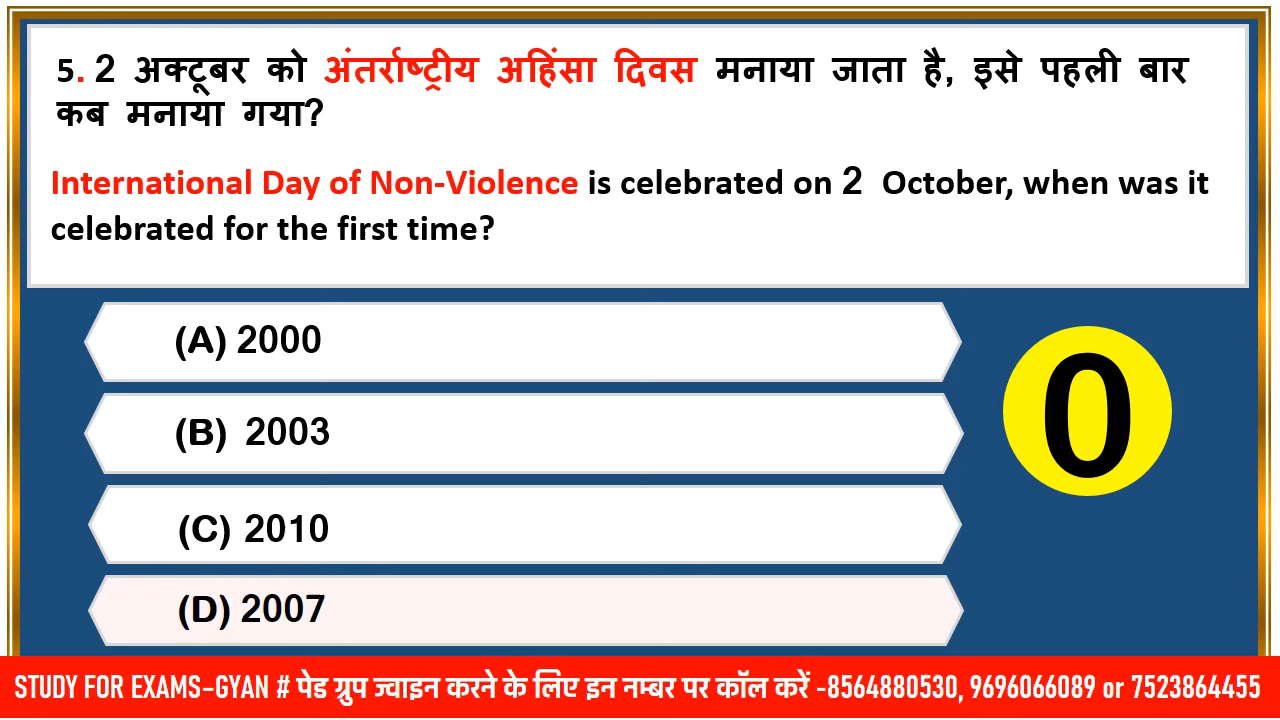 5. 2 अक्टूबर को अंतर्राष्ट्रीय अहिंसा दिवस मनाया जाता है, इसे पहली बार
कब मनाया गया?
International Day of Non-Violence is celebrated on 2 October, when was it
celebrated for the first time?
(A) 2000
(B) 2003
(C) 2010
(D) 2007
0
STUDY FOR EXAMS-GYAN # पेड ग्रुप ज्वाइन करने के लिए इन नम्बर पर कॉल करें -8564880530, 9696066089 or 7523864455